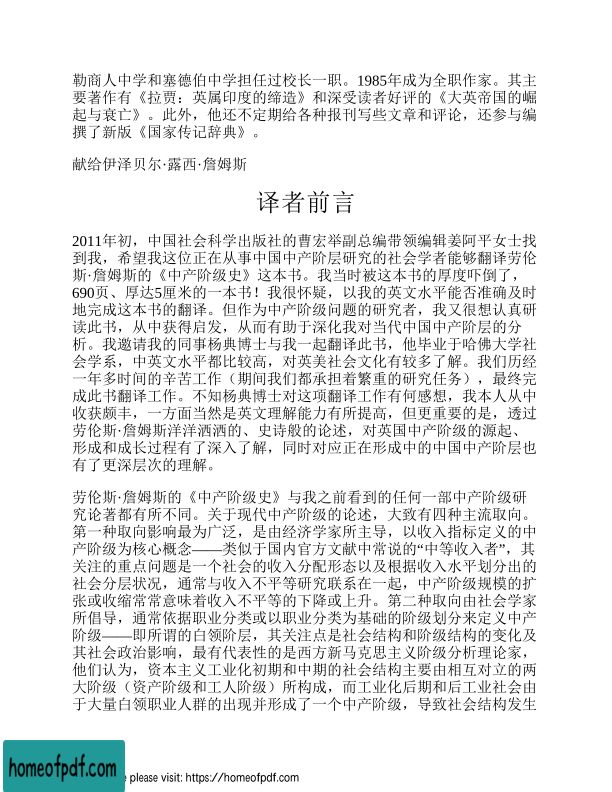 勒商人中学和塞德伯中学担任过校长一职。1985年成为全职作家。其主
要著作有《拉贾：英属印度的缔造》和深受读者好评的《大英帝国的崛
起与衰亡》。此外，他还不定期给各种报刊写些文章和评论，还参与编
撰了新版《国家传记辞典》。
献给伊泽贝尔·露西·詹姆斯
译者前言
2011年初，中国社会科学出版社的曹宏举副总编带领编辑姜阿平女士找
到我，希望我这位正在从事中国中产阶层研究的社会学者能够翻译劳伦
斯·詹姆斯的《中产阶级史》这本书。我当时被这本书的厚度吓倒了，
690页、厚达5厘米的一本书！我很怀疑，以我的英文水平能否准确及时
地完成这本书的翻译。但作为中产阶级问题的研究者，我又很想认真研
读此书，从中获得启发，从而有助于深化我对当代中国中产阶层的分
析。我邀请我的同事杨典博士与我一起翻译此书，他毕业于哈佛大学社
会学系，中英文水平都比较高，对英美社会文化有较多了解。我们历经
一年多时间的辛苦工作（期间我们都承担着繁重的研究任务），最终完
成此书翻译工作。不知杨典博士对这项翻译工作有何感想，我本人从中
收获颇丰，一方面当然是英文理解能力有所提高，但更重要的是，透过
劳伦斯·詹姆斯洋洋洒洒的、史诗般的论述，对英国中产阶级的源起、
形成和成长过程有了深入了解，同时对应正在形成中的中国中产阶层也
有了更深层次的理解。
劳伦斯·詹姆斯的《中产阶级史》与我之前看到的任何一部中产阶级研
究论著都有所不同。关于现代中产阶级的论述，大致有四种主流取向。
第一种取向影响最为广泛，是由经济学家所主导，以收入指标定义的中
产阶级为核心概念——类似于国内官方文献中常说的“中等收入者”，其
关注的重点问题是一个社会的收入分配形态以及根据收入水平划分出的
社会分层状况，通常与收入不平等研究联系在一起，中产阶级规模的扩
张或收缩常常意味着收入不平等的下降或上升。第二种取向由社会学家
所倡导，通常依据职业分类或以职业分类为基础的阶级划分来定义中产
阶级——即所谓的白领阶层，其关注点是社会结构和阶级结构的变化及
其社会政治影响，最有代表性的是西方新马克思主义阶级分析理论家，
他们认为，资本主义工业化初期和中期的社会结构主要由相互对立的两
大阶级（资产阶级和工人阶级）所构成，而工业化后期和后工业社会由
于大量白领职业人群的出现并形成了一个中产阶级，导致社会结构发生
homeofpdf.com
e please visit: https://homeofpdf.com